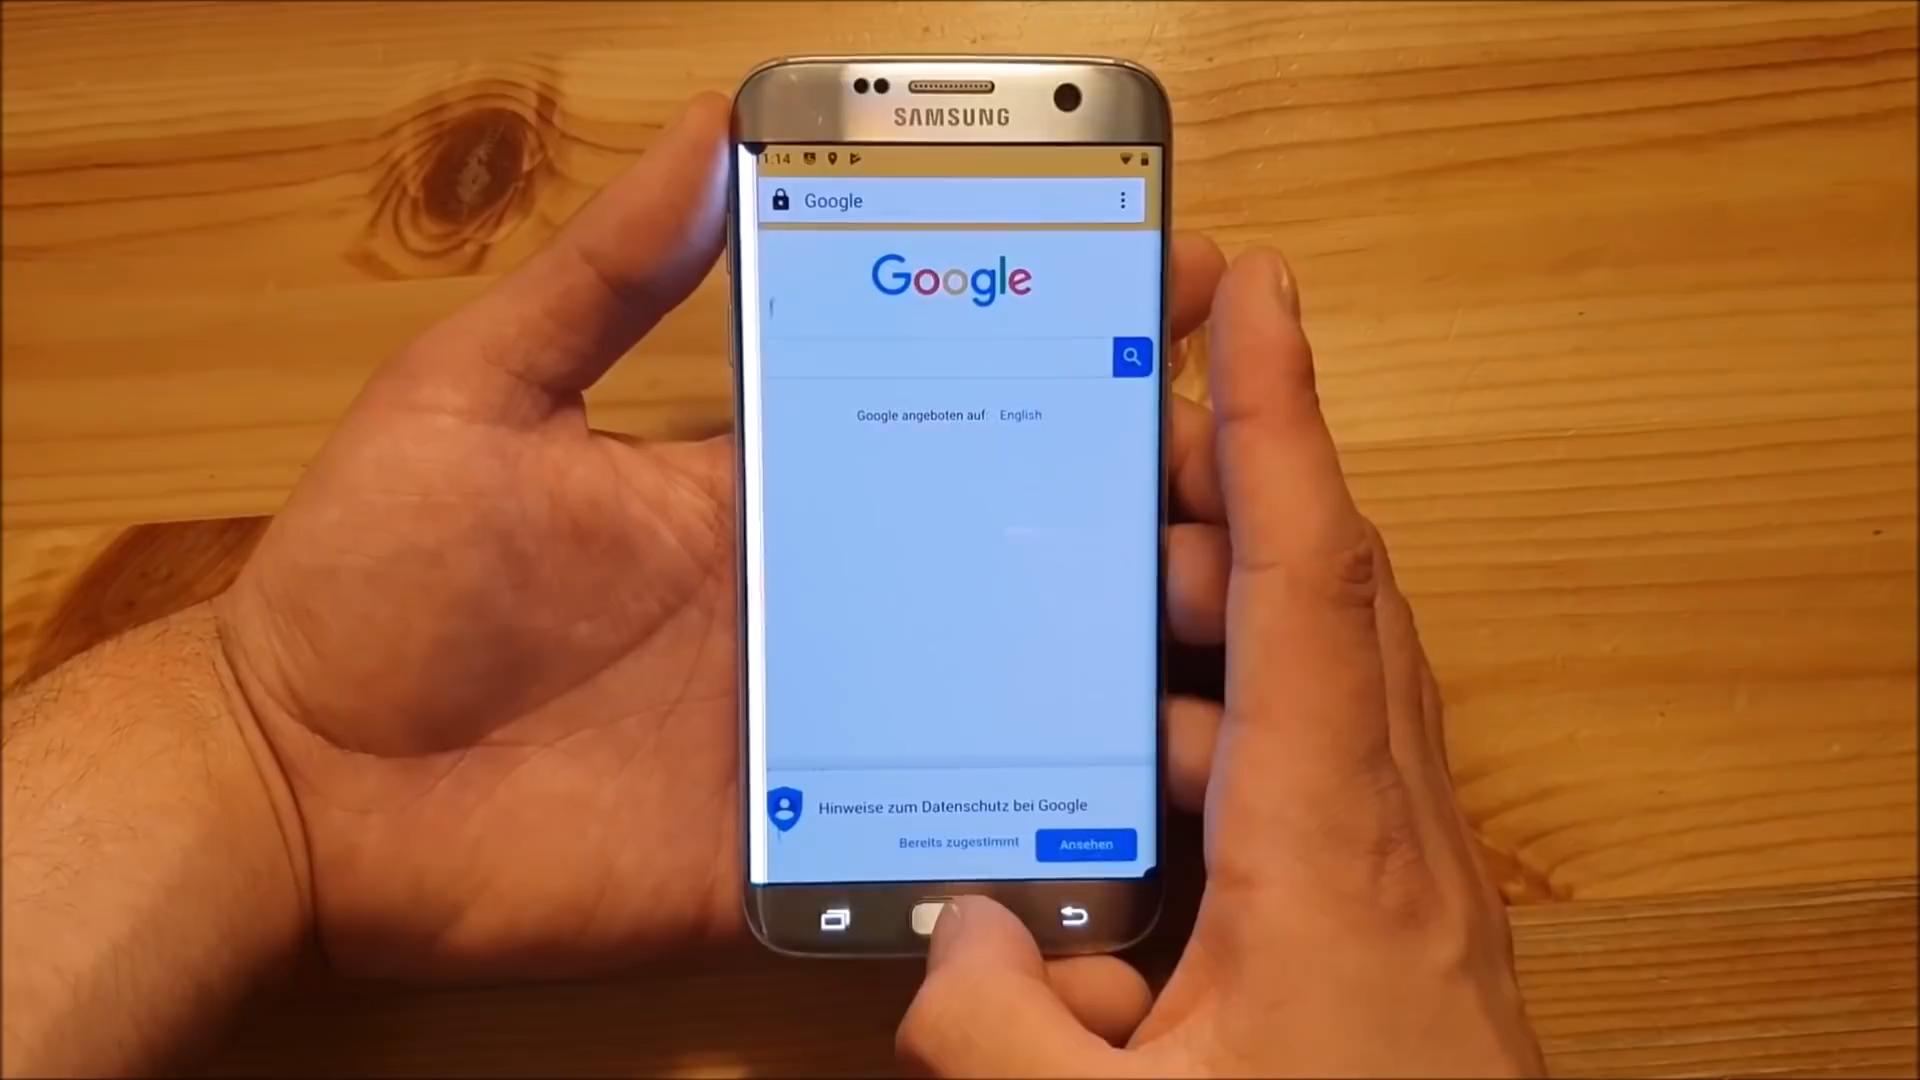 SAMSUNG
1:14
Google
Google
Google angeboten auf: English
Hinweise zum Datenschutz bei Google
Bereits zugestimmt Ansehen